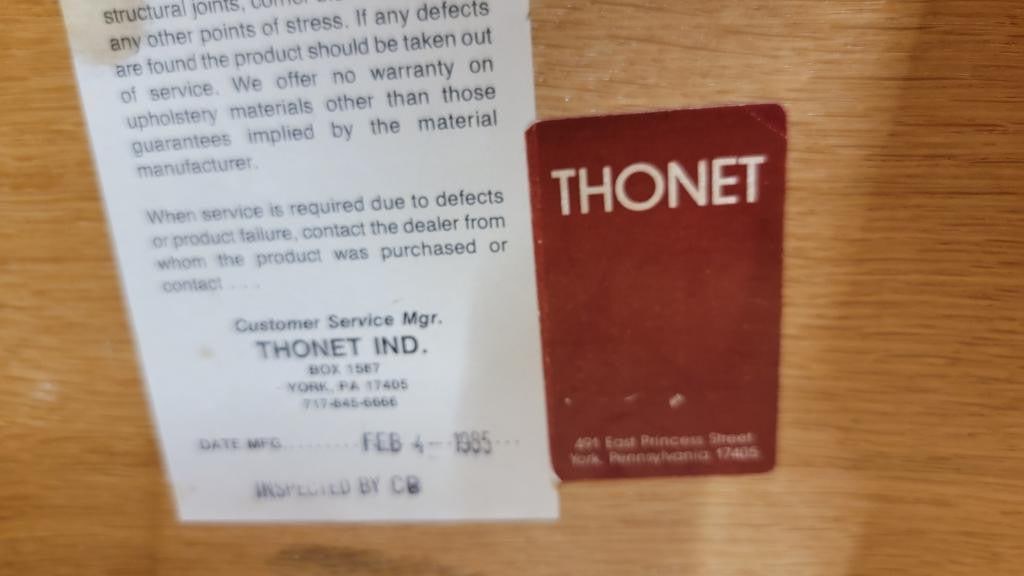 structural joints,
any other points of stress. If any defects
are found the product should be taken out
of service. We offer no warranty on
upholstery materials other than those
guarantees implied by the material
manufacturer.
When service is required due to defects
or product failure, contact the dealer from
whom the product was purchased or
contact . . .
Customer Service Mgr.
THONET IND.
BOX 1587
YORK, PA 17405
717-845-6666
DATE MFG......... FEB 4 - 1985 ...
INSPECTED BY CB
THONET
491 East Princess Street
York, Pennsylvania 17405